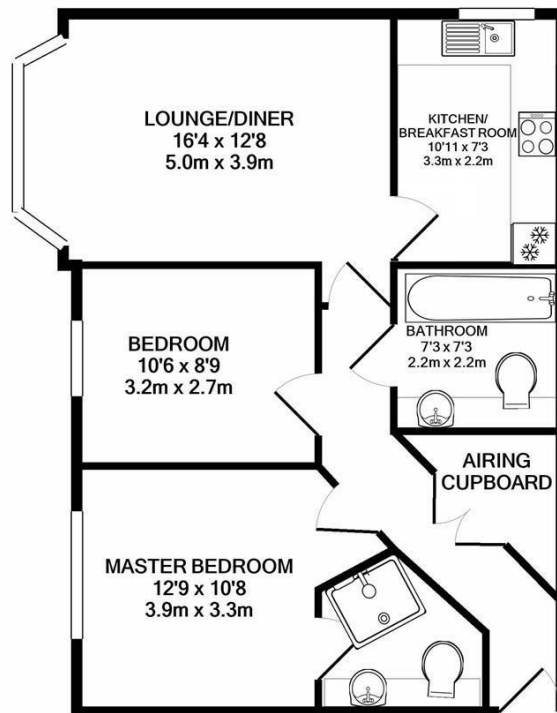 LOUNGE/DINER
16'4 x 12'8
5.0m x 3.9m
KITCHEN/
BREAKFAST ROOM
10'11 x 7'3
3.3m x 2.2m
BEDROOM
10'6 x 8'9
3.2m x 2.7m
BATHROOM
7'3 x 7'3
2.2m x 2.2m
AIRING
CUPBOARD
MASTER BEDROOM
12'9 x 10'8
3.9m x 3.3m